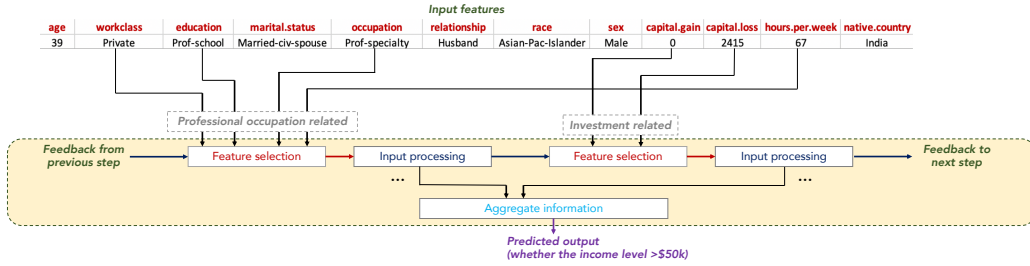 Input features
age workclass education marital.status occupation relationship race sex capital.gain capital.loss hours.per.week native.country
39 Private Prof-school Married-civ-spouse Prof-specialty Husband Asian-Pac-Islander Male 0 2415 67 India
Professional occupation related
Investment related
Feedback from
previous step
Feature selection
Input processing
Feature selection
Input processing
Feedback to
next step
...
...
Aggregate information
Predicted output
(whether the income level >$50k)